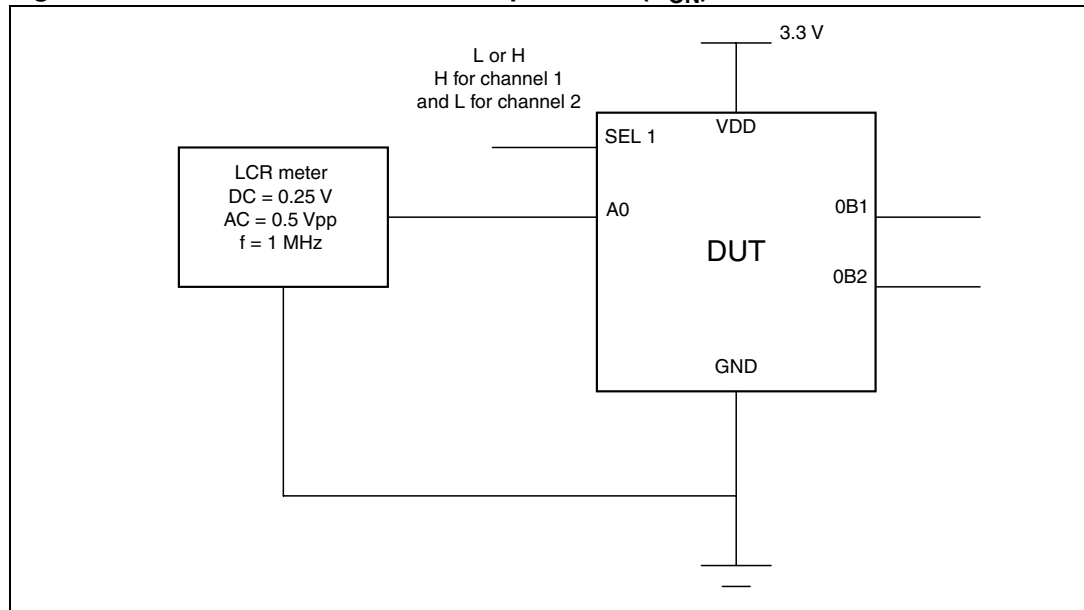 3.3 V
L or H
H for channel 1
and L for channel 2
SEL 1
VDD
LCR meter
DC = 0.25 V
AC = 0.5 Vpp
f = 1 MHz
A0
0B1
DUT
0B2
GND